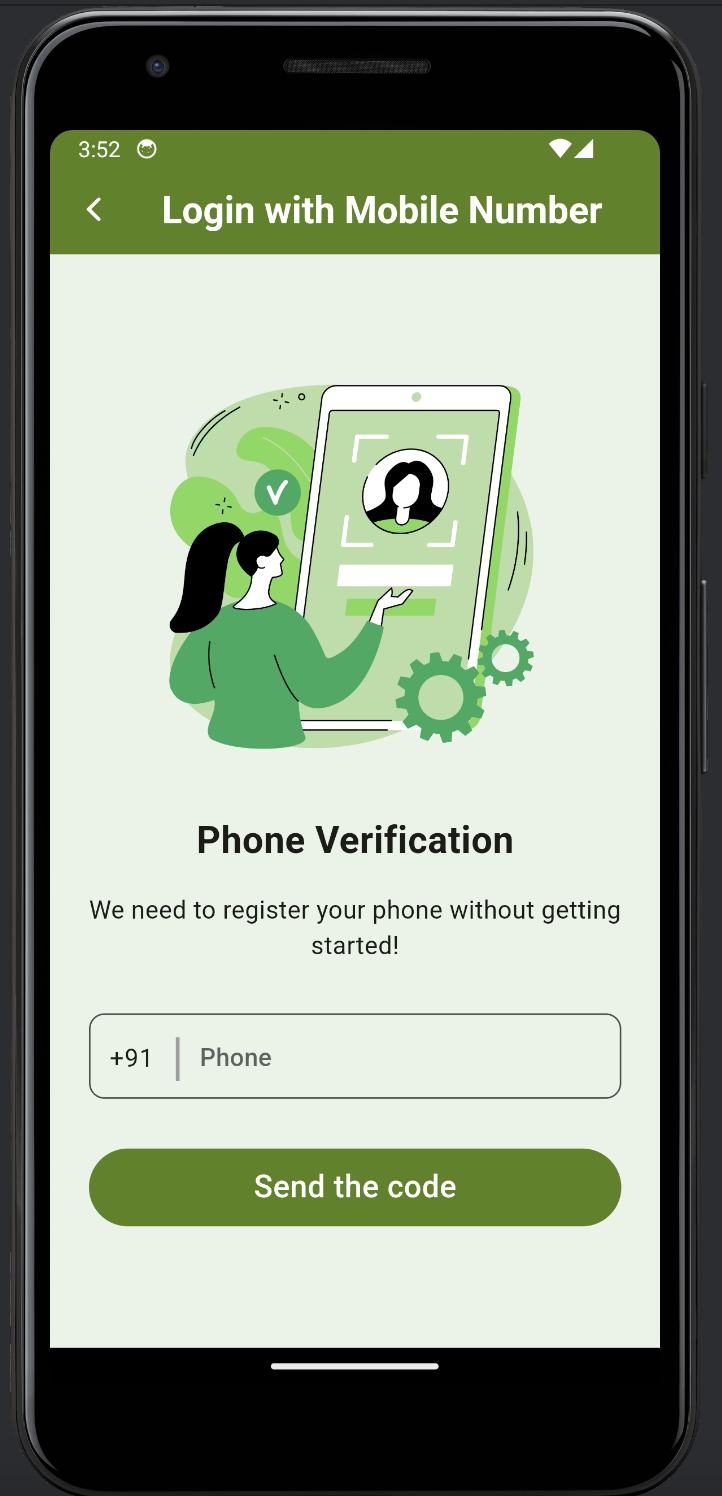 3:52
Login with Mobile Number
Phone Verification
We need to register your phone without getting
started!
+91 Phone
Send the code